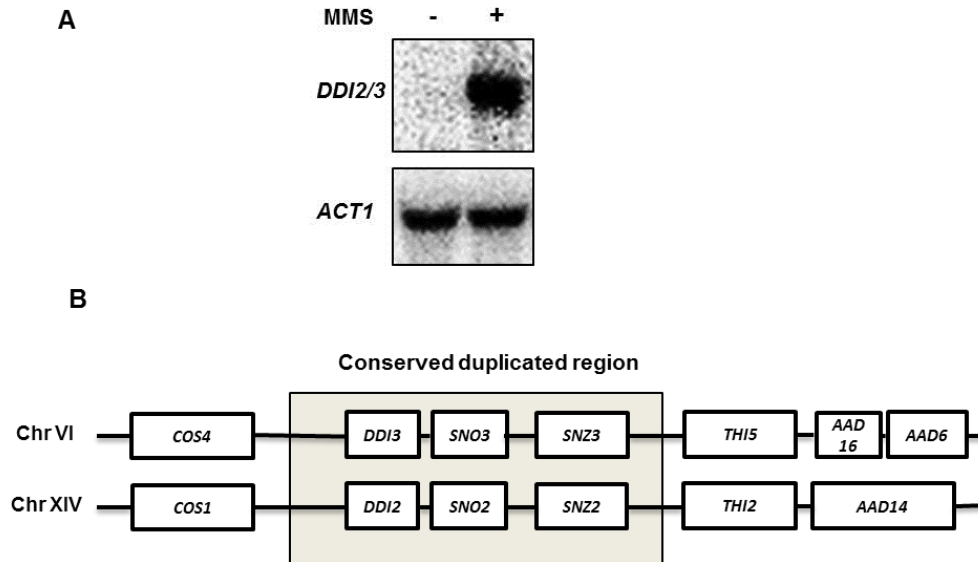 A
MMS - +
DDI2/3
ACT1
B
Conserved duplicated region
Chr VI COS4 DDI3 SNO3 SNZ3 THI5 AAD 16 AAD6
Chr XIV COS1 DDI2 SNO2 SNZ2 THI2 AAD14